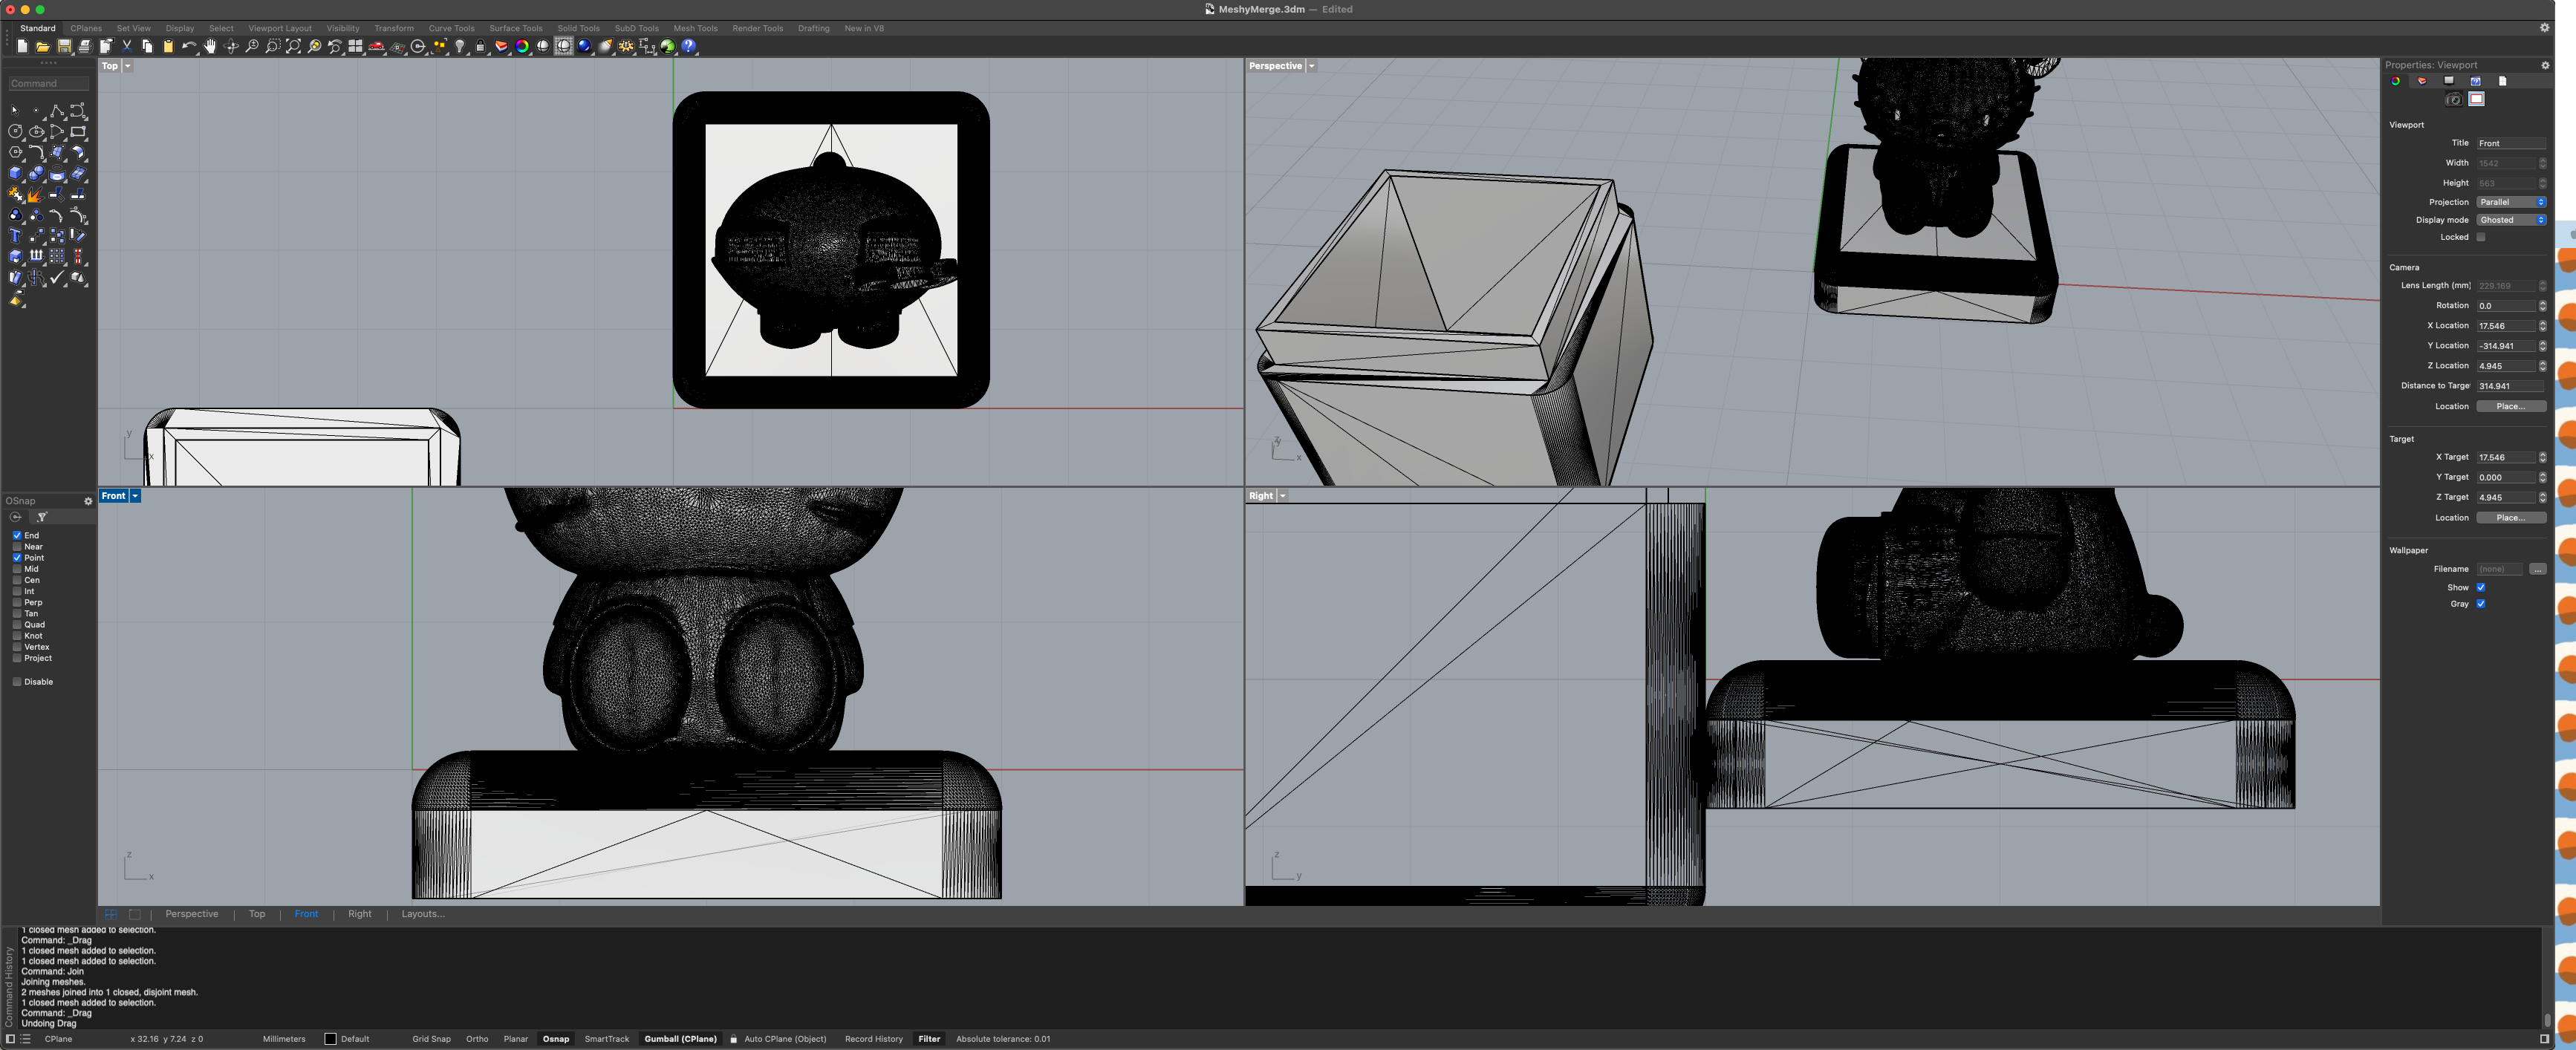 MeshyMerge.3dm — Edited
Standard CPlanes Set View Display Select Viewport Layout Visibility Transform Curve Tools Surface Tools Solid Tools SubD Tools Mesh Tools Render Tools Drafting New in V8
Command
Top
y
x
Perspective
z
y
x
Front
z
x
Right
z
y
OSnap
End
Near
Point
Mid
Cen
Int
Perp
Tan
Quad
Knot
Vertex
Project
Disable
Properties: Viewport
Viewport
Title Front
Width 1542
Height 563
Projection Parallel
Display mode Ghosted
Locked
Camera
Lens Length (mm) 229.169
Rotation 0.0
X Location 17.546
Y Location -314.941
Z Location 4.945
Distance to Targe 314.941
Location Place...
Target
X Target 17.546
Y Target 0.000
Z Target 4.945
Location Place...
Wallpaper
Filename (none) ...
Show
Gray
Perspective Top Front Right Layouts...
Command History
1 closed mesh added to selection.
Command: _Drag
1 closed mesh added to selection.
1 closed mesh added to selection.
Command: Join
Joining meshes.
2 meshes joined into 1 closed, disjoint mesh.
1 closed mesh added to selection.
Command: _Drag
Undoing Drag
CPlane x 32.16 y 7.24 z 0 Millimeters Default Grid Snap Ortho Planar Osnap SmartTrack Gumball (CPlane) Auto CPlane (Object) Record History Filter Absolute tolerance: 0.01